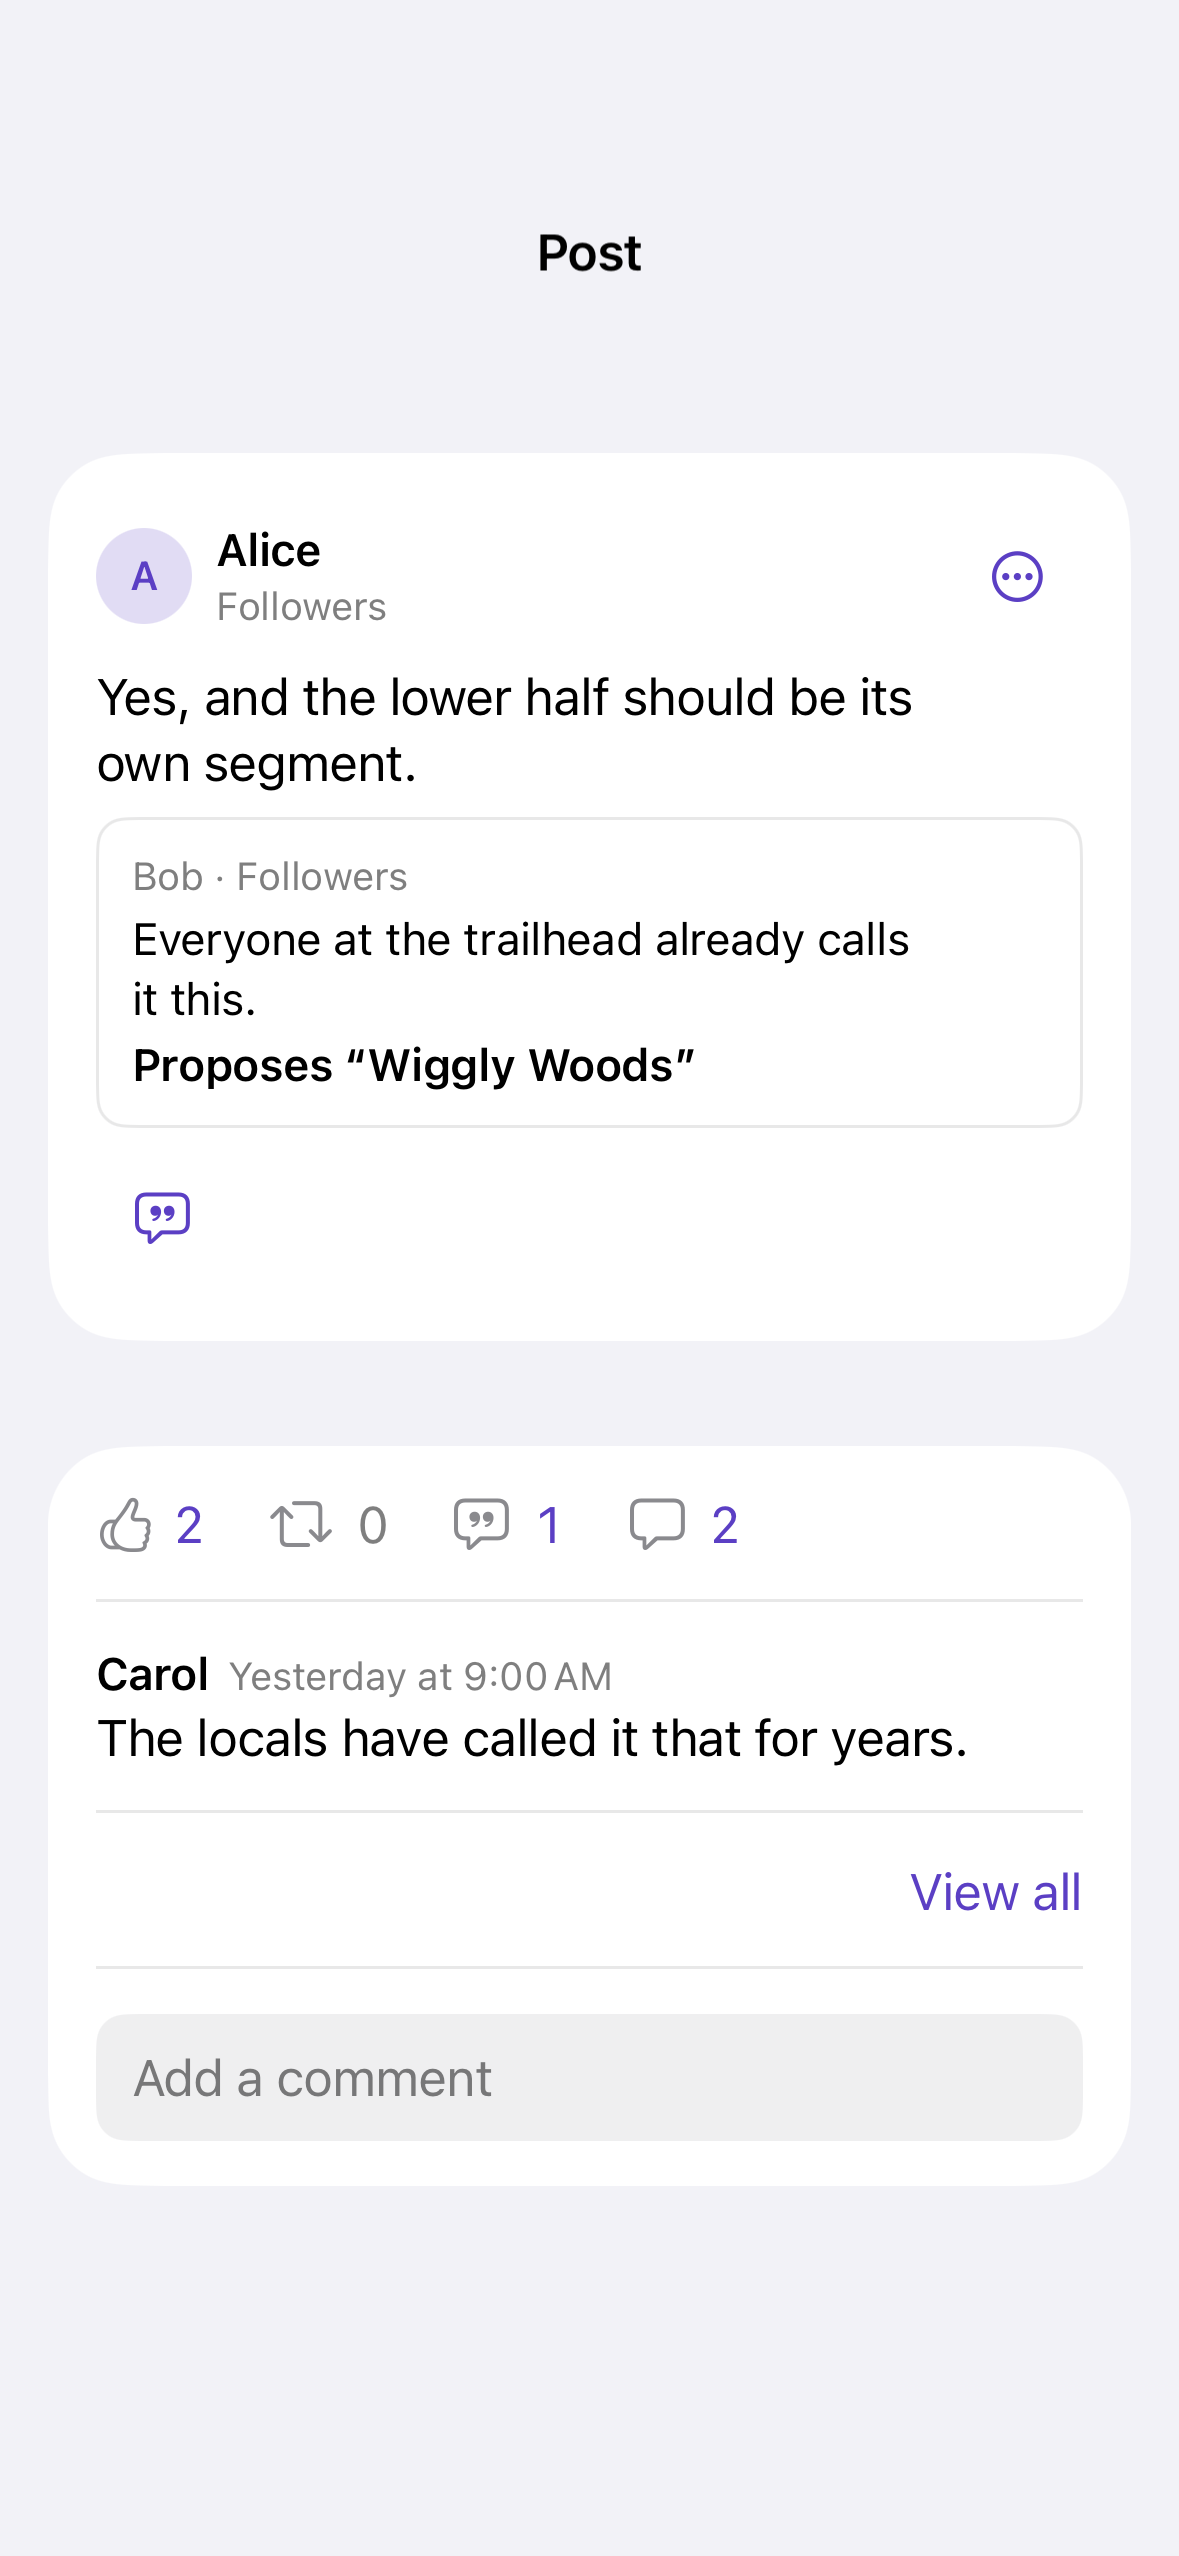 Post
A
Alice
Followers
Yes, and the lower half should be its
own segment.
Bob · Followers
Everyone at the trailhead already calls
it this.
Proposes “Wiggly Woods”
2 0 1 2
Carol Yesterday at 9:00 AM
The locals have called it that for years.
View all
Add a comment